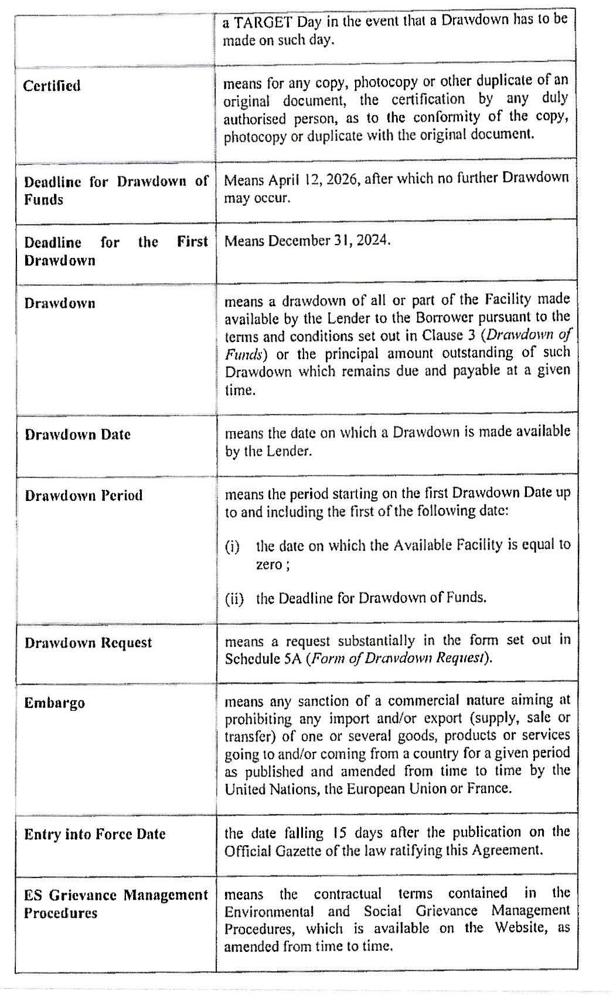 a TARGET Day in the event that a Drawdown has to be
made on such day.
Certified
means for any copy, photocopy or other duplicate of an
original document, the certification by any duly
authorised person, as to the conformity of the copy,
photocopy or duplicate with the original document.
Deadline for Drawdown of
Funds
Means April 12, 2026, after which no further Drawdown
may occur.
Deadline for the First
Drawdown
Means December 31, 2024.
Drawdown
means a drawdown of all or part of the Facility made
available by the Lender to the Borrower pursuant to the
terms and conditions set out in Clause 3 (Drawdown of
Funds) or the principal amount outstanding of such
Drawdown which remains due and payable at a given
time.
Drawdown Date
means the date on which a Drawdown is made available
by the Lender.
Drawdown Period
means the period starting on the first Drawdown Date up
to and including the first of the following date:
(i) the date on which the Available Facility is equal to
zero ;
(ii) the Deadline for Drawdown of Funds.
Drawdown Request
means a request substantially in the form set out in
Schedule 5A (Form of Drawdown Request).
Embargo
means any sanction of a commercial nature aiming at
prohibiting any import and/or export (supply, sale or
transfer) of one or several goods, products or services
going to and/or coming from a country for a given period
as published and amended from time to time by the
United Nations, the European Union or France.
Entry into Force Date
the date falling 15 days after the publication on the
Official Gazette of the law ratifying this Agreement.
ES Grievance Management
Procedures
means the contractual terms contained in the
Environmental and Social Grievance Management
Procedures, which is available on the Website, as
amended from time to time.